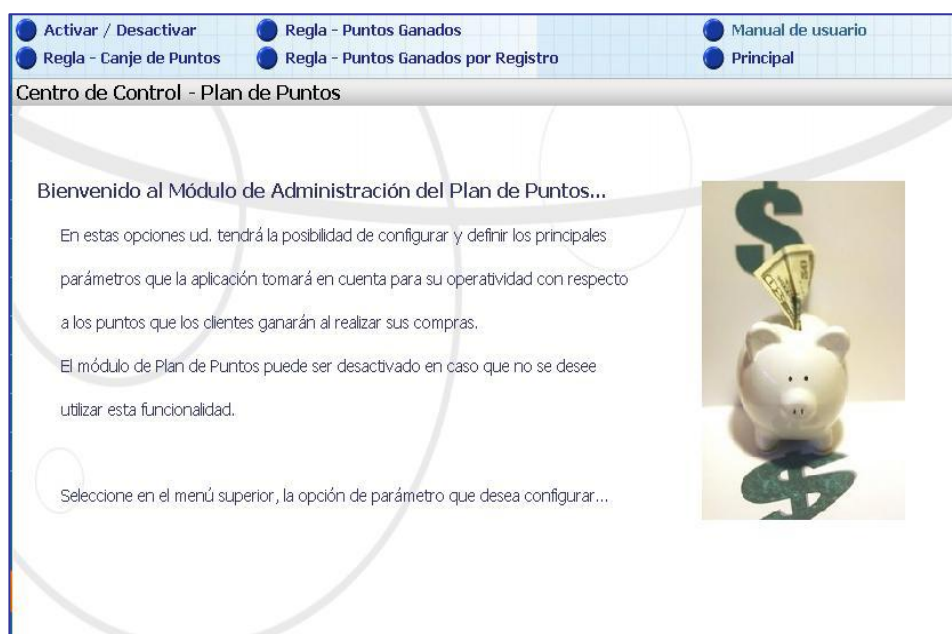 Activar / Desactivar
Regla - Puntos Ganados
Manual de usuario
Regla - Canje de Puntos
Regla - Puntos Ganados por Registro
Principal
Centro de Control - Plan de Puntos
Bienvenido al Módulo de Administración del Plan de Puntos...
En estas opciones ud. tendrá la posibilidad de configurar y definir los principales
parámetros que la aplicación tomará en cuenta para su operatividad con respecto
a los puntos que los clientes ganarán al realizar sus compras.
El módulo de Plan de Puntos puede ser desactivado en caso que no se desee
utilizar esta funcionalidad.
Seleccione en el menú superior, la opción de parámetro que desea configurar...